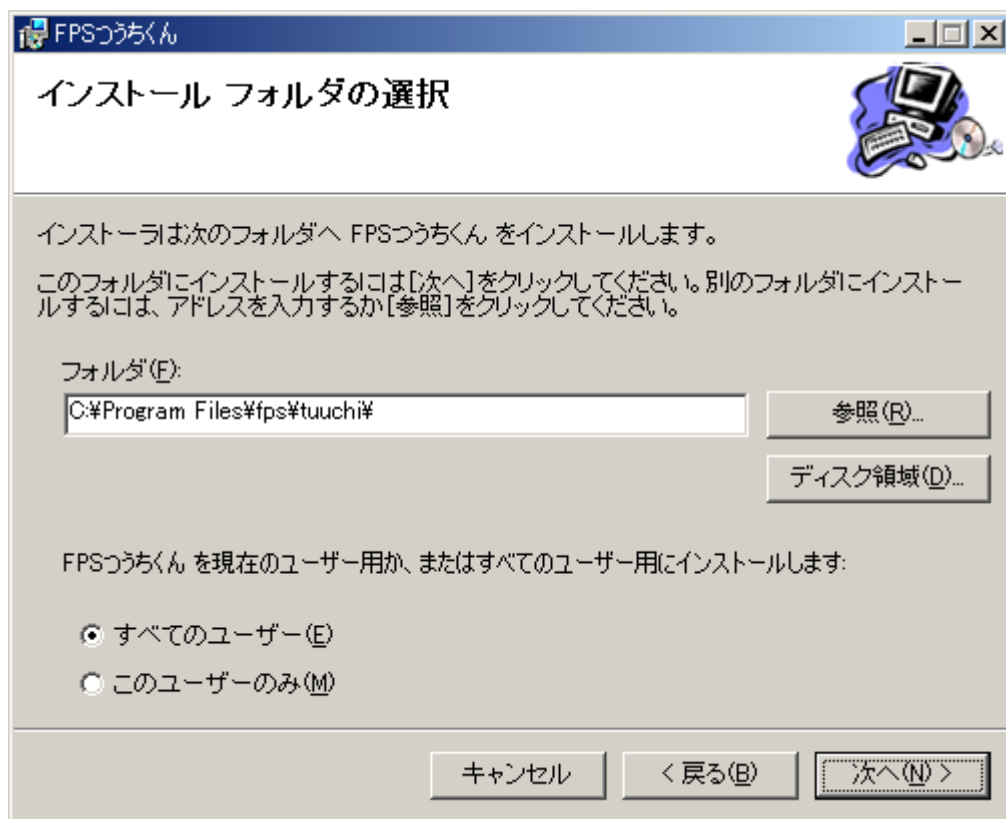 FPSつうちくん
インストール フォルダの選択
インストーラは次のフォルダへ FPSつうちくん をインストールします。
このフォルダにインストールするには[次へ]をクリックしてください。別のフォルダにインストー
ルするには、アドレスを入力するか[参照]をクリックしてください。
フォルダ(F):
C:¥Program Files¥fps¥tuuchi¥
参照(R)...
ディスク領域(D)...
FPSつうちくん を現在のユーザー用か、またはすべてのユーザー用にインストールします:
すべてのユーザー(E)
このユーザーのみ(M)
キャンセル
< 戻る(B)
次へ(N) >